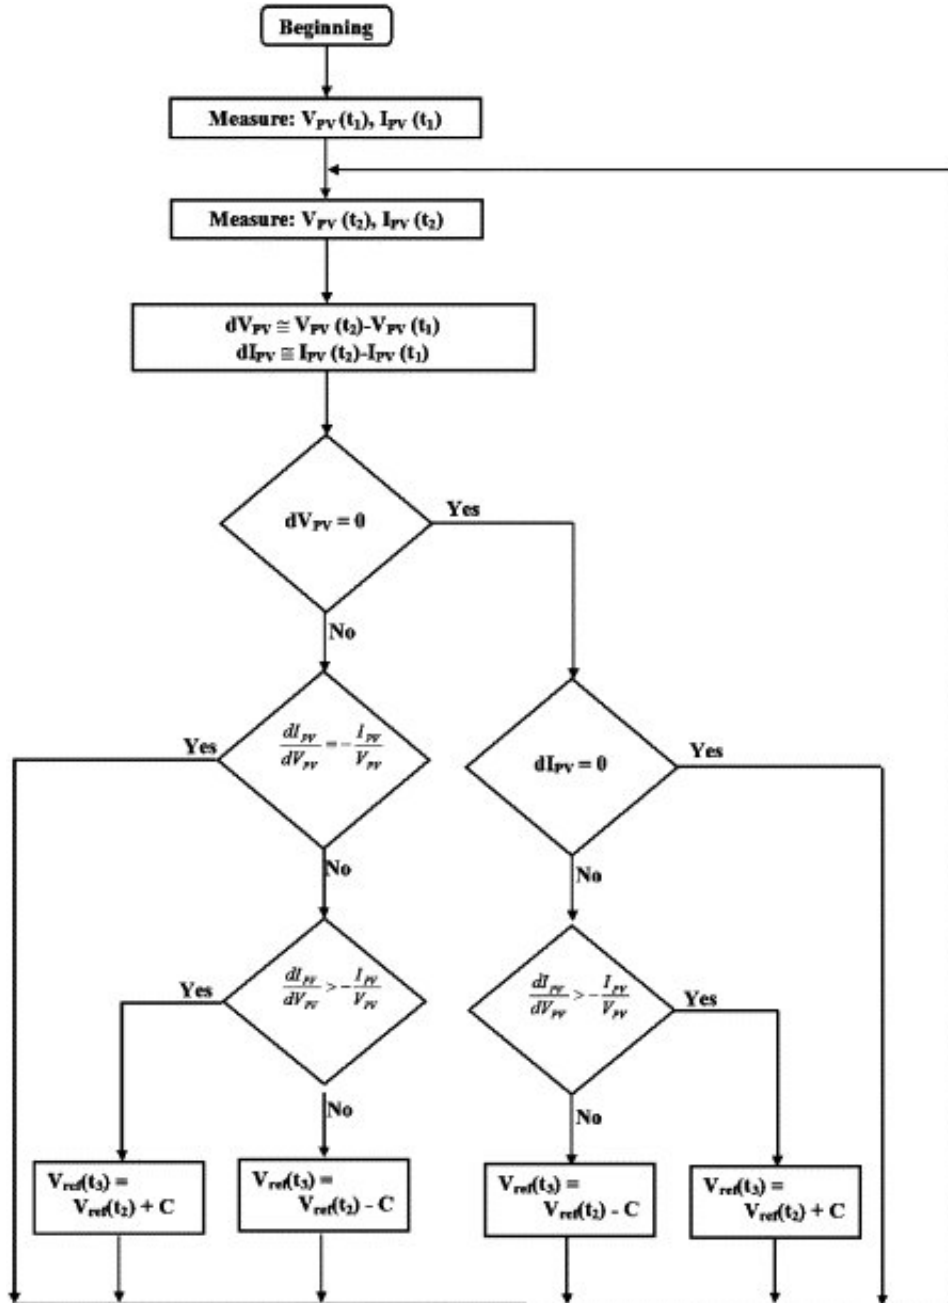 Beginning
Measure: V_PV (t₁), I_PV (t₁)
Measure: V_PV (t₂), I_PV (t₂)
dV_PV ≅ V_PV (t₂)-V_PV (t₁)
dI_PV ≅ I_PV (t₂)-I_PV (t₁)
dV_PV = 0
Yes
No
Yes
dI_PV/dV_PV = - I_PV/V_PV
dI_PV = 0
Yes
No
No
Yes
dI_PV/dV_PV > - I_PV/V_PV
dI_PV/dV_PV > - I_PV/V_PV
Yes
No
No
V_ref(t₃) =
V_ref(t₂) + C
V_ref(t₃) =
V_ref(t₂) - C
V_ref(t₃) =
V_ref(t₂) - C
V_ref(t₃) =
V_ref(t₂) + C